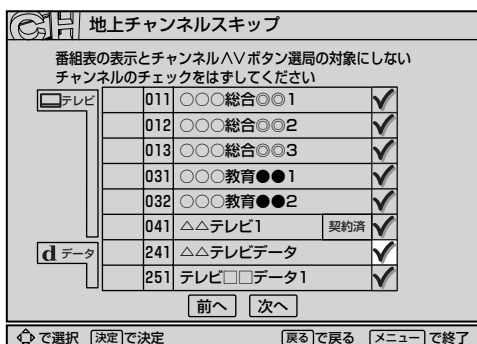 CH 地上チャンネルスキップ
番組表の表示とチャンネル∧∨ボタン選局の対象にしない
チャンネルのチェックをはずしてください
テレビ
011 ○○○総合◎◎1
012 ○○○総合◎◎2
013 ○○○総合◎◎3
031 ○○○教育●●1
032 ○○○教育●●2
041 △△テレビ1 契約済
d データ
241 △△テレビデータ
251 テレビ□□データ1
前へ 次へ
で選択 決定で決定 戻るで戻る メニューで終了